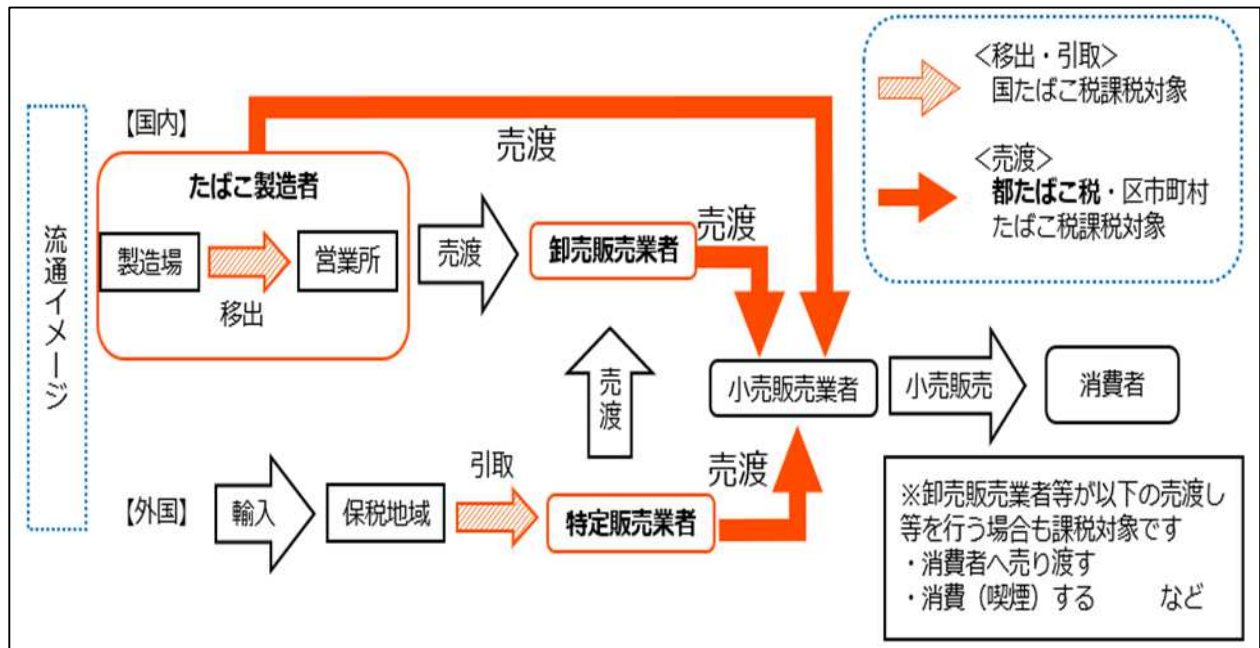 流通イメージ
【国内】
たばこ製造者
製造場
移出
営業所
売渡
売渡
卸売販売業者
売渡
売渡
【外国】
輸入
保税地域
引取
特定販売業者
売渡
小売販売業者
小売販売
消費者
<移出・引取>
国たばこ税課税対象
<売渡>
都たばこ税・区市町村
たばこ税課税対象
※卸売販売業者等が以下の売渡し
等を行う場合も課税対象です
・消費者へ売り渡す
・消費（喫煙）する　　　など